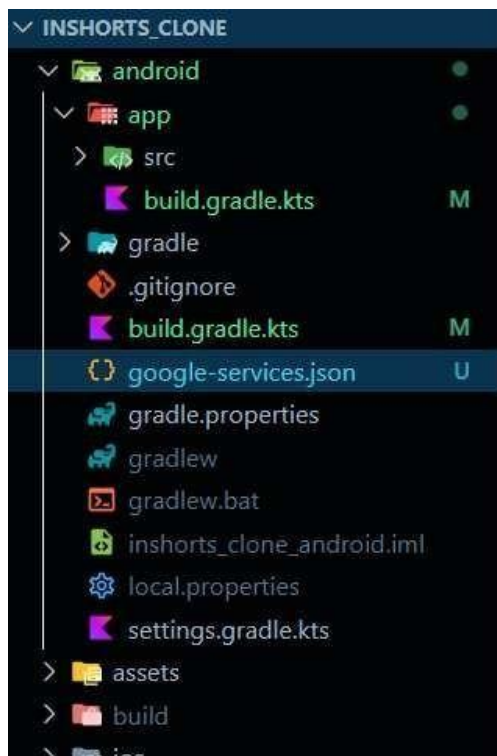 INSHORTS_CLONE
android
app
src
build.gradle.kts M
gradle
.gitignore
build.gradle.kts M
google-services.json U
gradle.properties
gradlew
gradlew.bat
inshorts_clone_android.iml
local.properties
settings.gradle.kts
assets
build